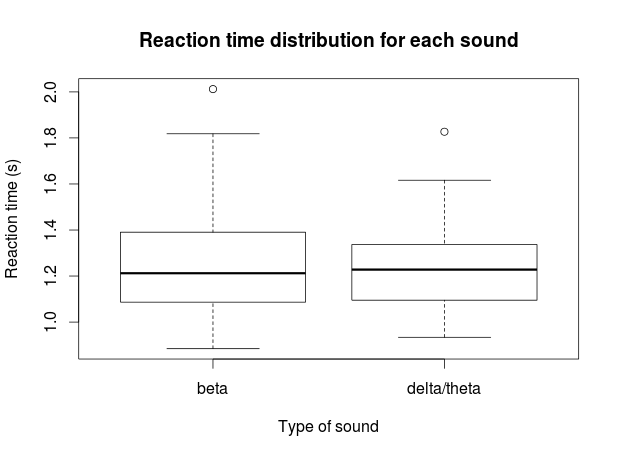 Reaction time distribution for each sound
Reaction time (s)
2.0
1.8
1.6
1.4
1.2
1.0
beta
delta/theta
Type of sound